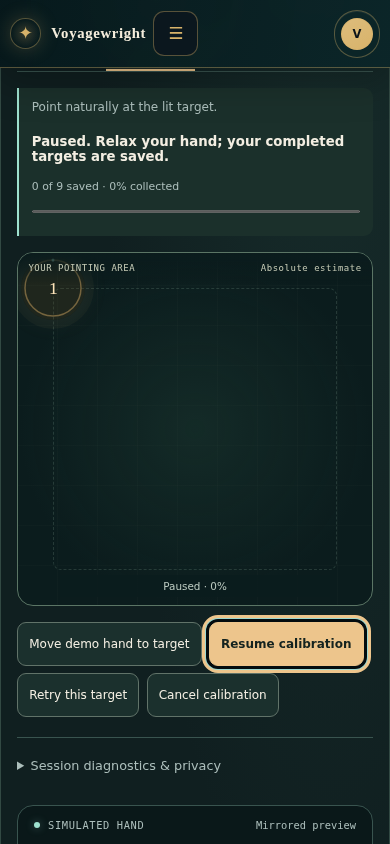 Voyagewright
V
Point naturally at the lit target.
Paused. Relax your hand; your completed
targets are saved.
0 of 9 saved · 0% collected
YOUR POINTING AREA
Absolute estimate
1
Paused · 0%
Move demo hand to target
Resume calibration
Retry this target
Cancel calibration
Session diagnostics & privacy
SIMULATED HAND
Mirrored preview